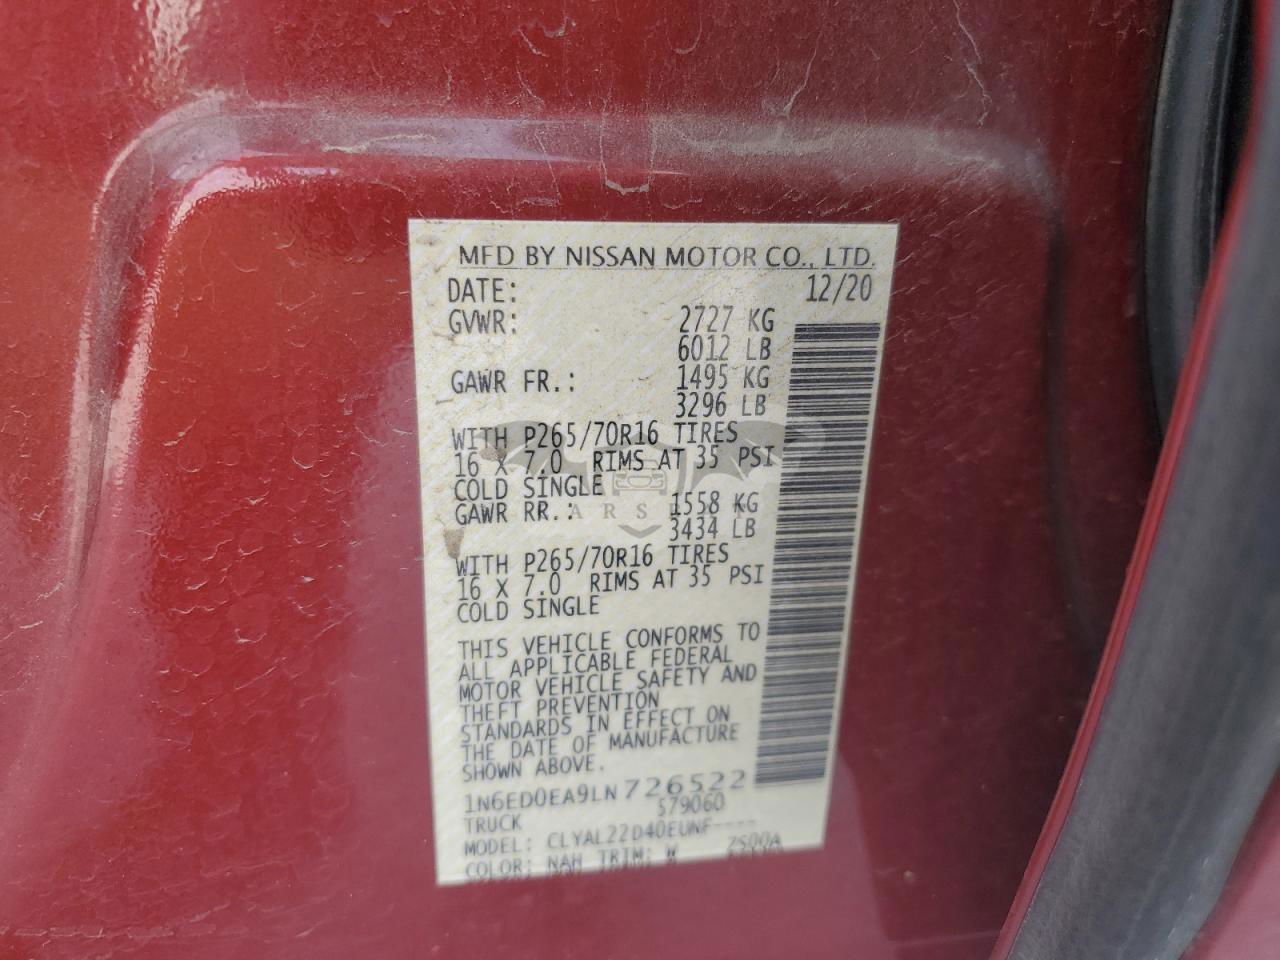 MFD BY NISSAN MOTOR CO., LTD.
DATE: 12/20
GVWR: 2727 KG
6012 LB
GAWR FR.: 1495 KG
3296 LB
WITH P265/70R16 TIRES
16 X 7.0 RIMS AT 35 PSI
COLD SINGLE
GAWR RR.: 1558 KG
3434 LB
WITH P265/70R16 TIRES
16 X 7.0 RIMS AT 35 PSI
COLD SINGLE
THIS VEHICLE CONFORMS TO
ALL APPLICABLE FEDERAL
MOTOR VEHICLE SAFETY AND
THEFT PREVENTION
STANDARDS IN EFFECT ON
THE DATE OF MANUFACTURE
SHOWN ABOVE.
1N6ED0EA9LN726522
TRUCK S79060
MODEL: CLYAL22D40EUNF----
COLOR: NAH TRIM: W ZS00A